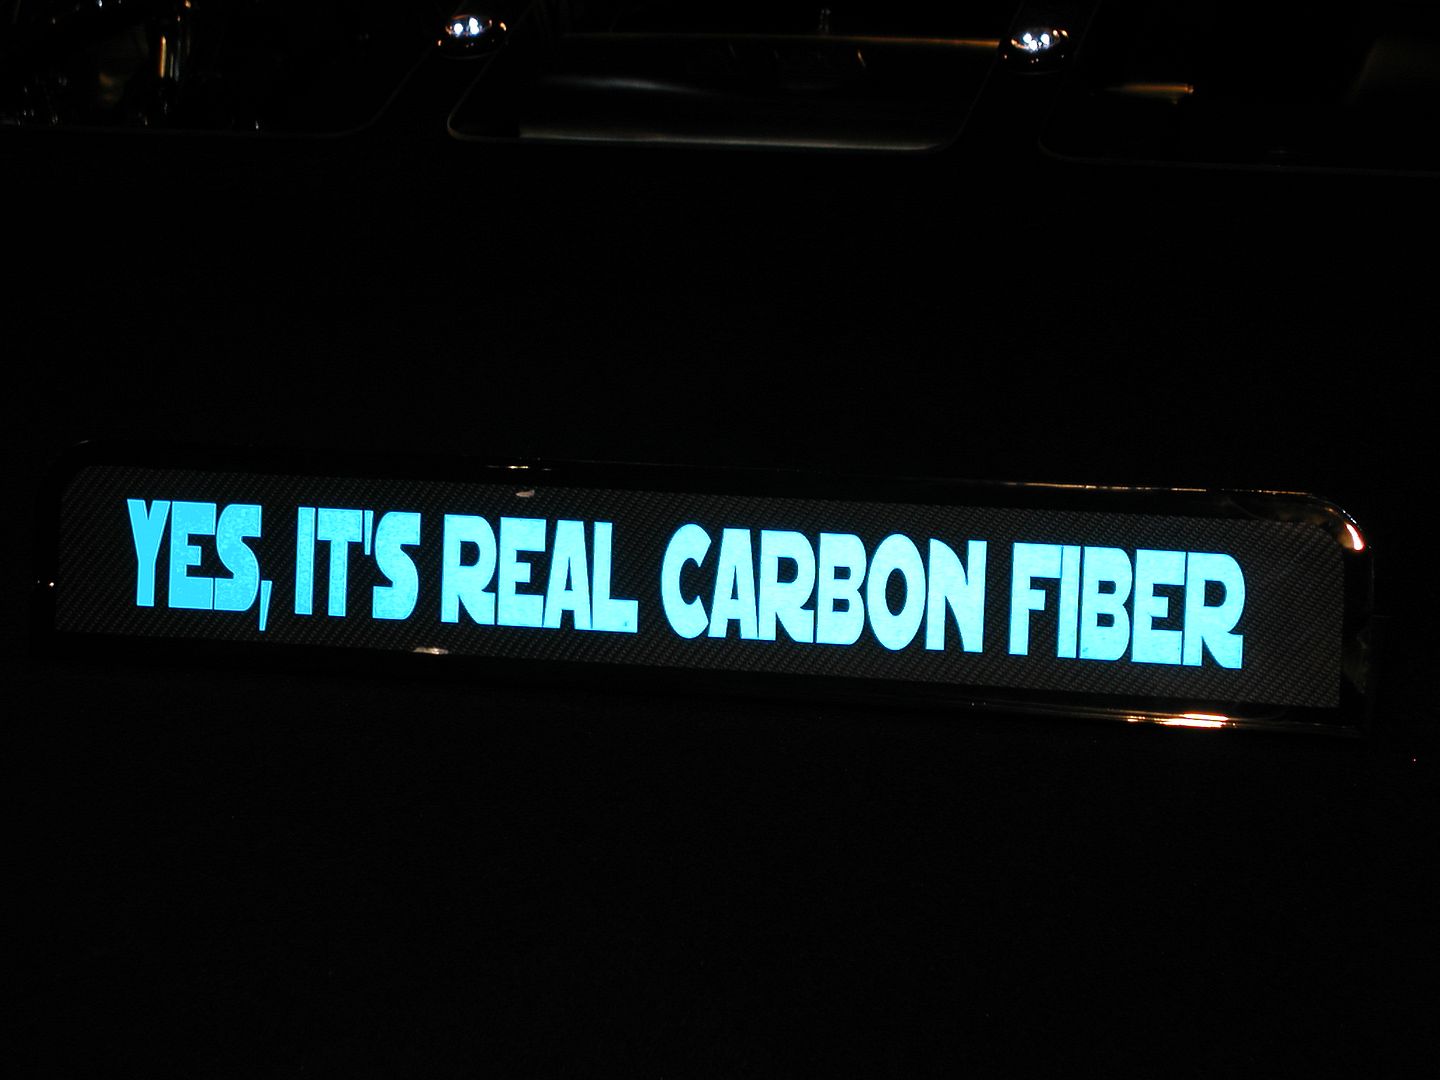 YES, IT'S REAL CARBON FIBER